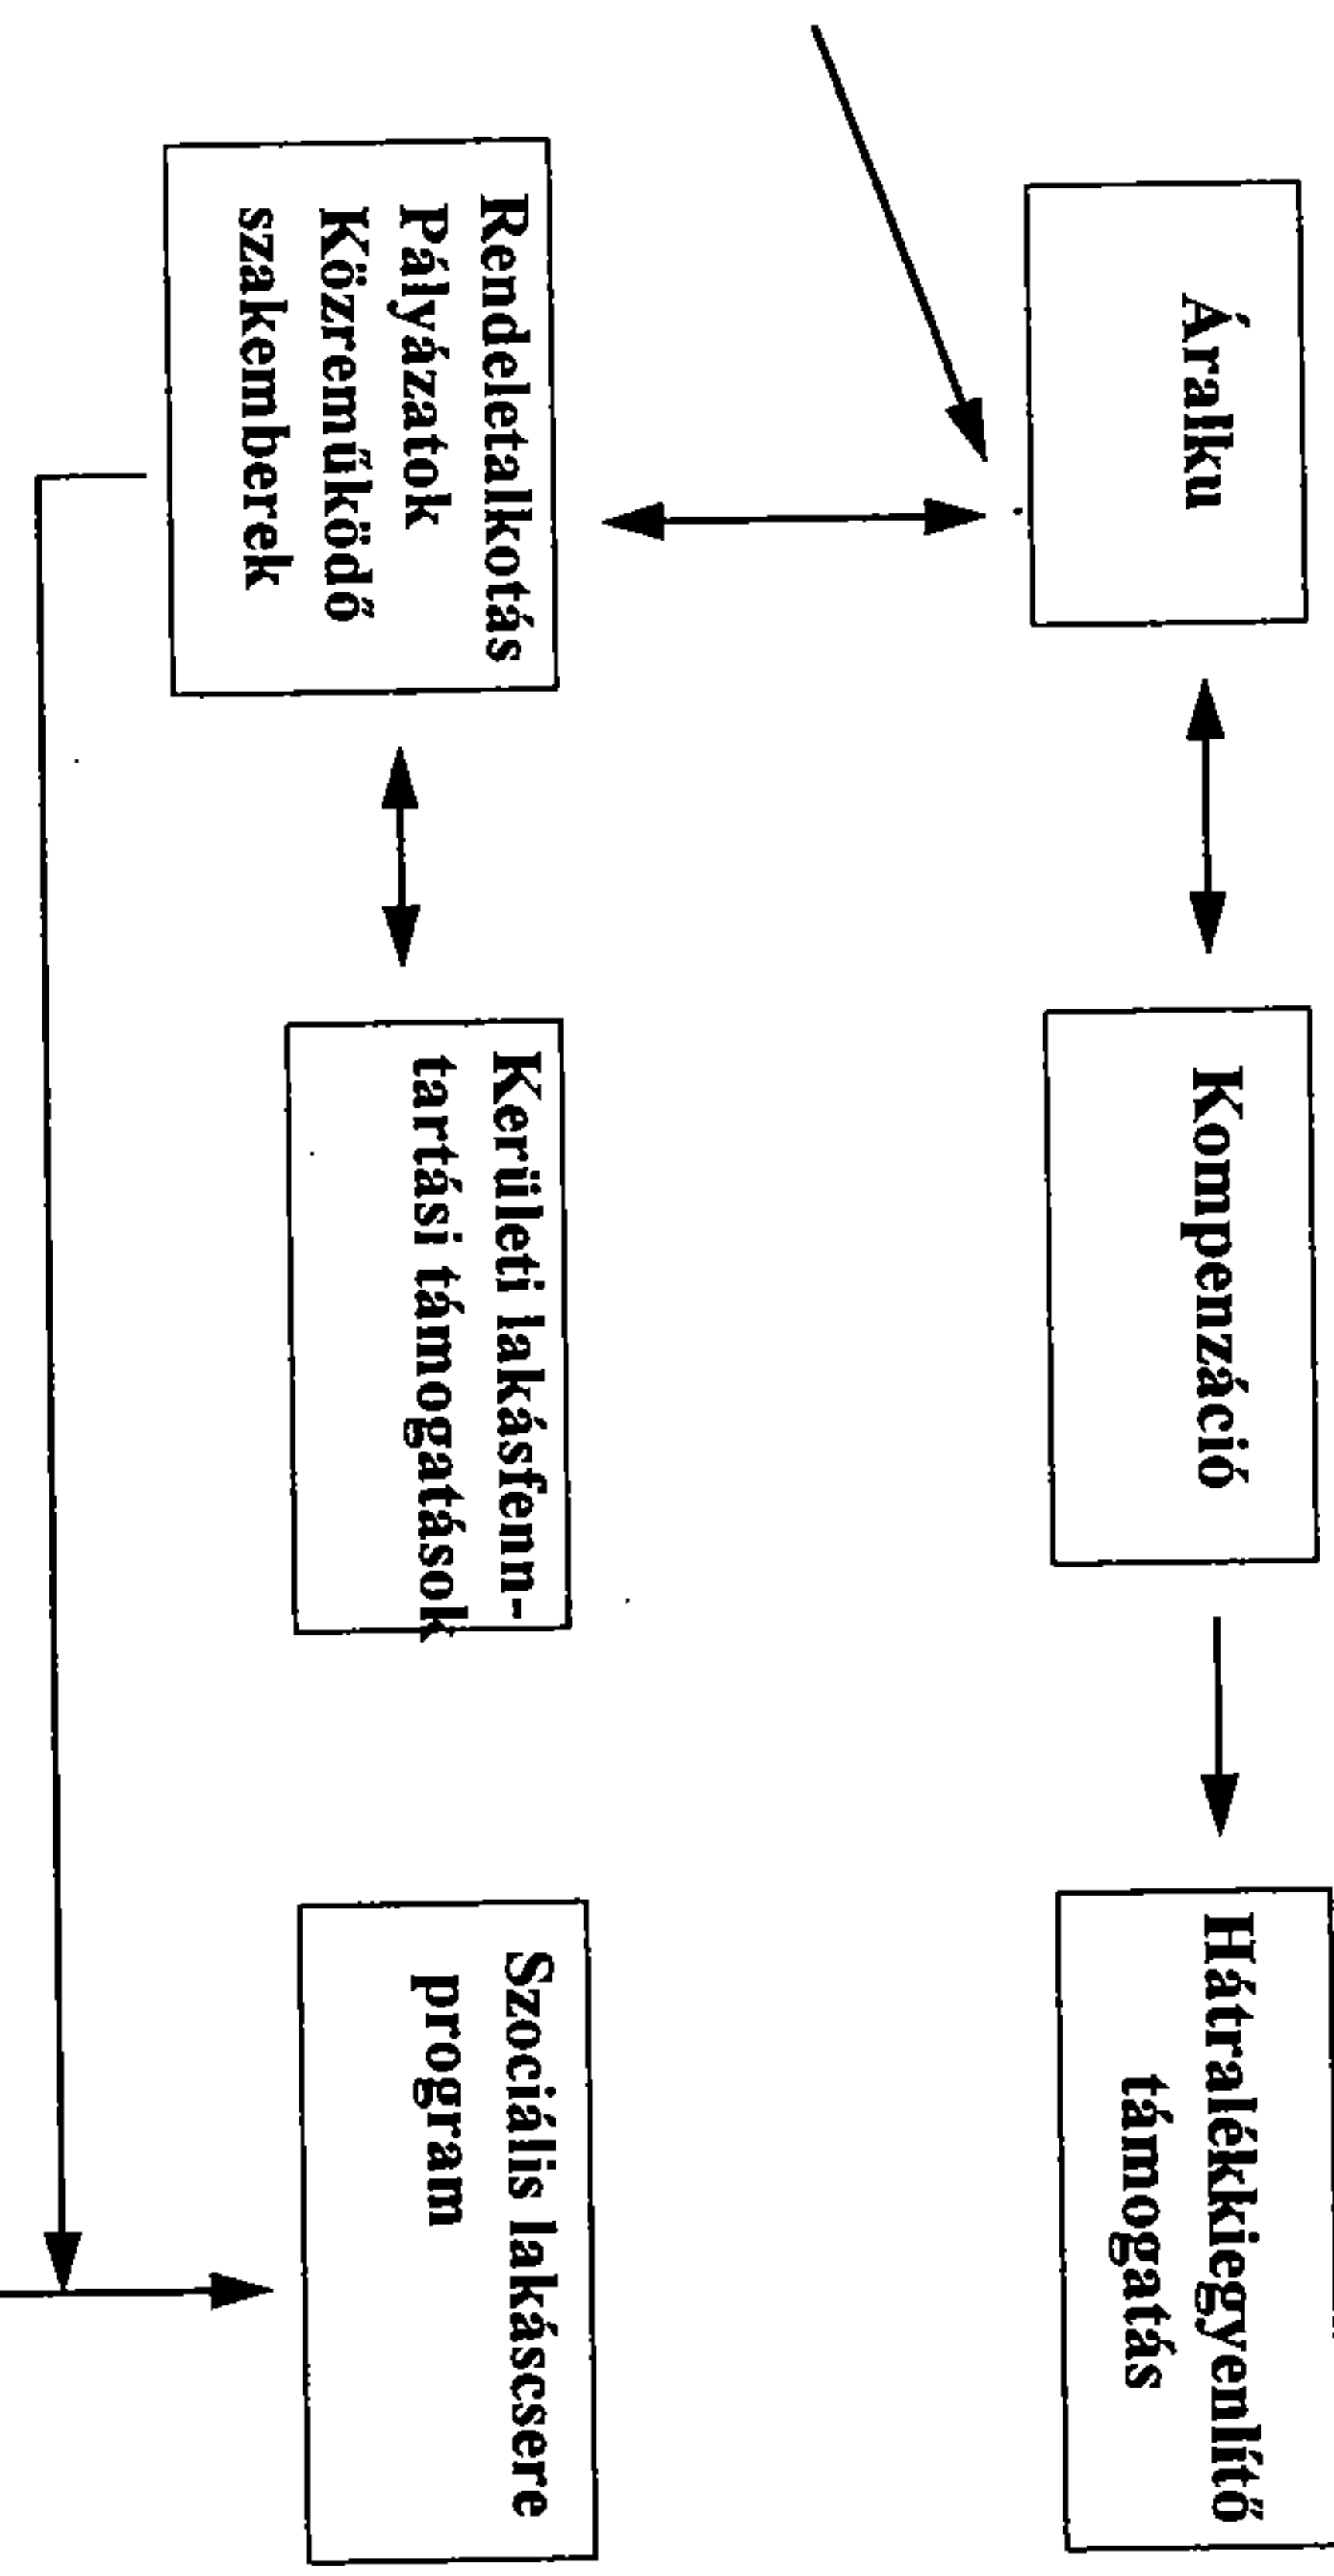 Áralku
Kompenzáció
Hátralékkiegyenlítő
támogatás
Rendeletalkotás
Pályázatok
Közreműködő
szakemberek
Kerületi lakásfenn-
tartási támogatások
Szociális lakáscsere
program